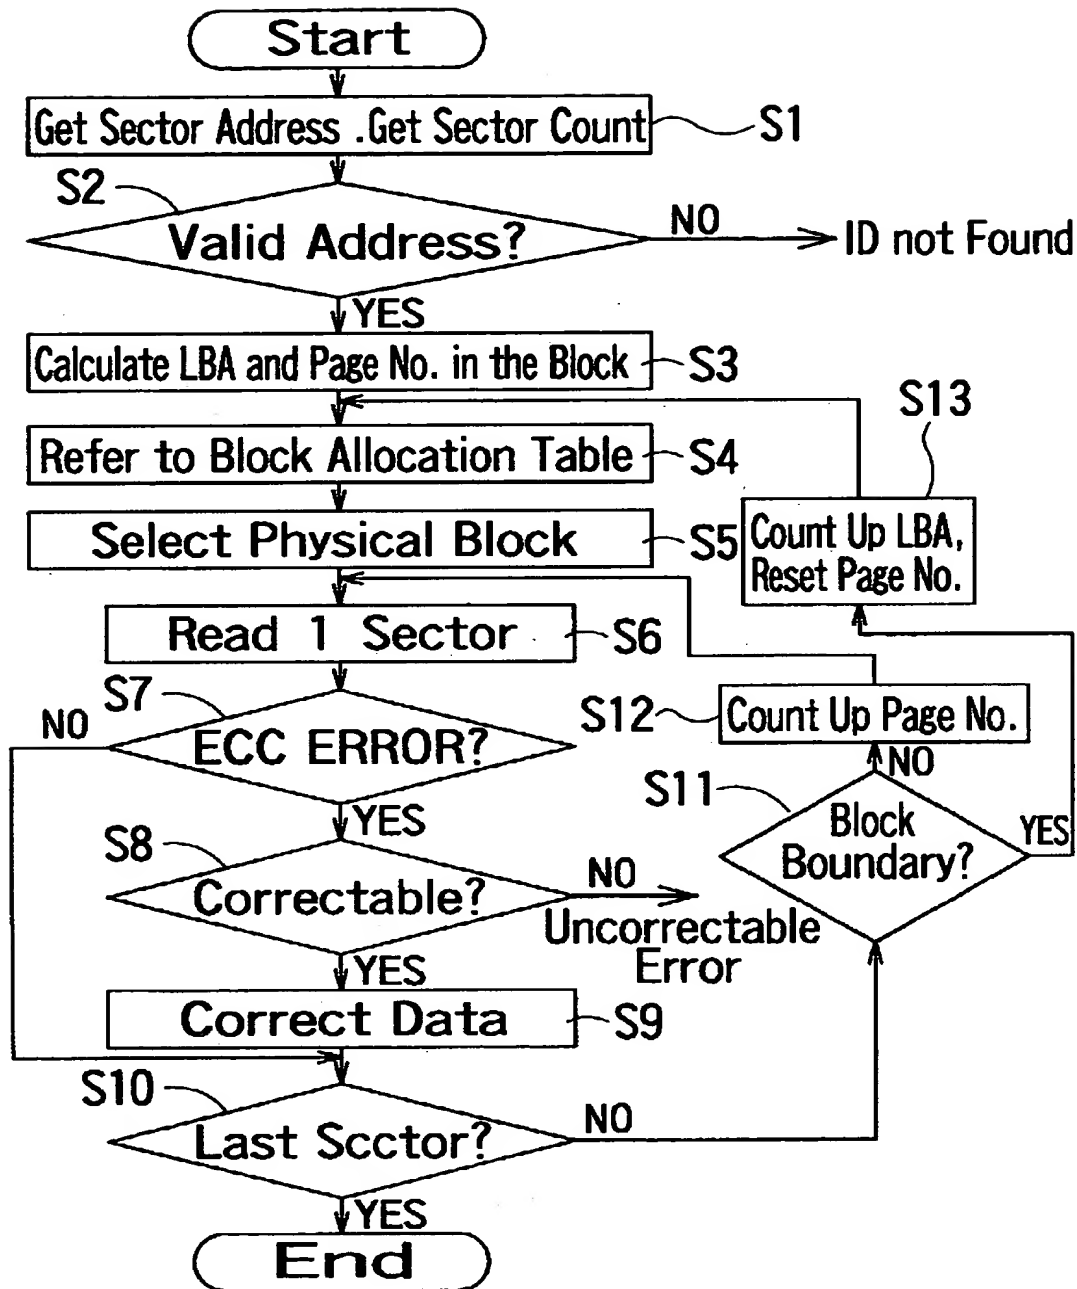 Start
Get Sector Address .Get Sector Count
S1
S2
Valid Address?
NO
ID not Found
YES
Calculate LBA and Page No. in the Block
S3
S13
Refer to Block Allocation Table
S4
Select Physical Block
S5
Count Up LBA,
Reset Page No.
Read 1 Sector
S6
S7
NO
ECC ERROR?
S12
Count Up Page No.
YES
S11
NO
Block
Boundary?
YES
S8
Correctable?
NO
Uncorrectable
Error
YES
Correct Data
S9
S10
Last Scctor?
NO
YES
End